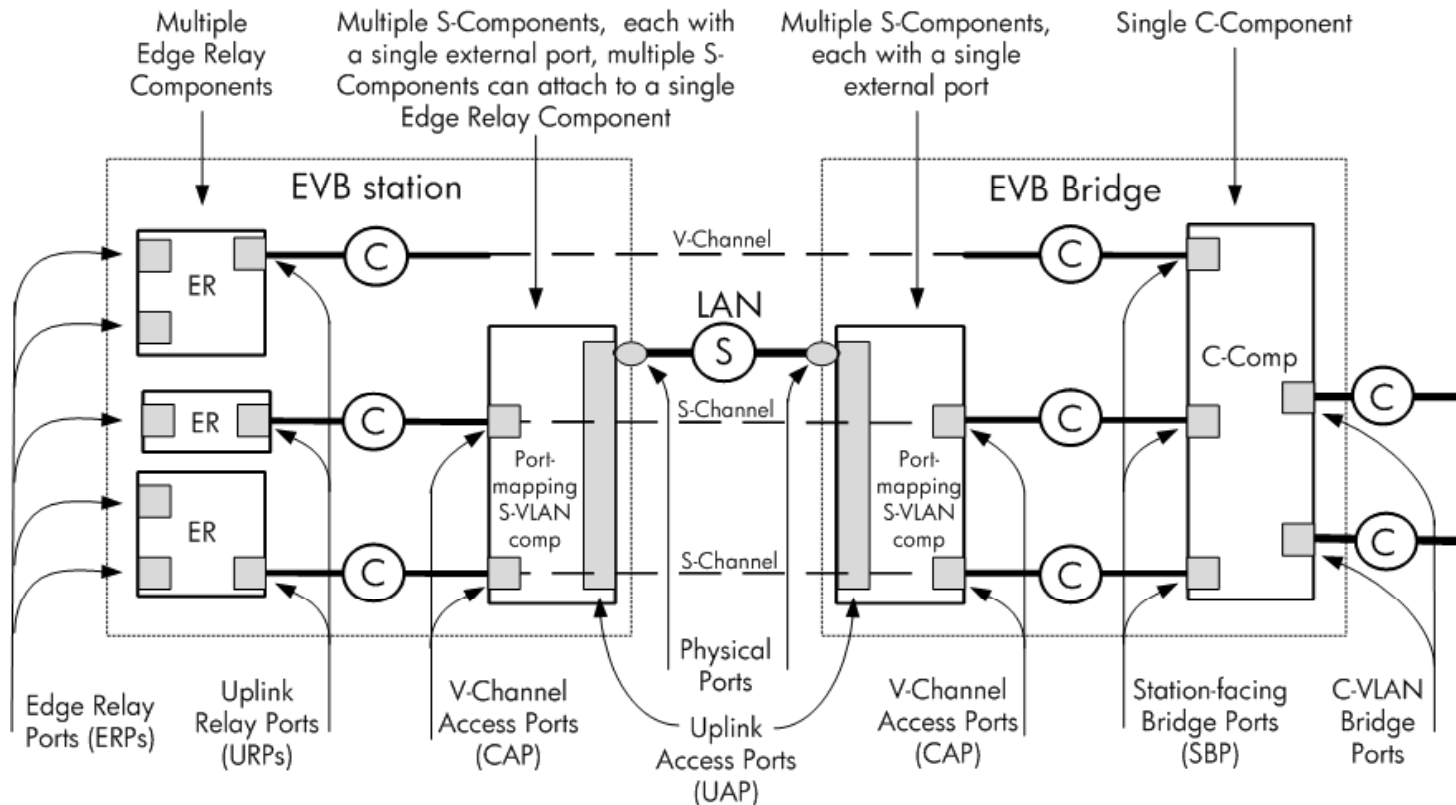 Multiple
Edge Relay
Components
Multiple S-Components, each with
a single external port, multiple S-
Components can attach to a single
Edge Relay Component
Multiple S-Components,
each with a single
external port
Single C-Component
EVB station
EVB Bridge
ER
C
V-Channel
C
LAN
S
C-Comp
C
ER
C
S-Channel
C
Port-
mapping
S-VLAN
comp
Port-
mapping
S-VLAN
comp
ER
C
S-Channel
C
C
Edge Relay
Ports (ERPs)
Uplink
Relay Ports
(URPs)
V-Channel
Access Ports
(CAP)
Physical
Ports
Uplink
Access Ports
(UAP)
V-Channel
Access Ports
(CAP)
Station-facing
Bridge Ports
(SBP)
C-VLAN
Bridge
Ports